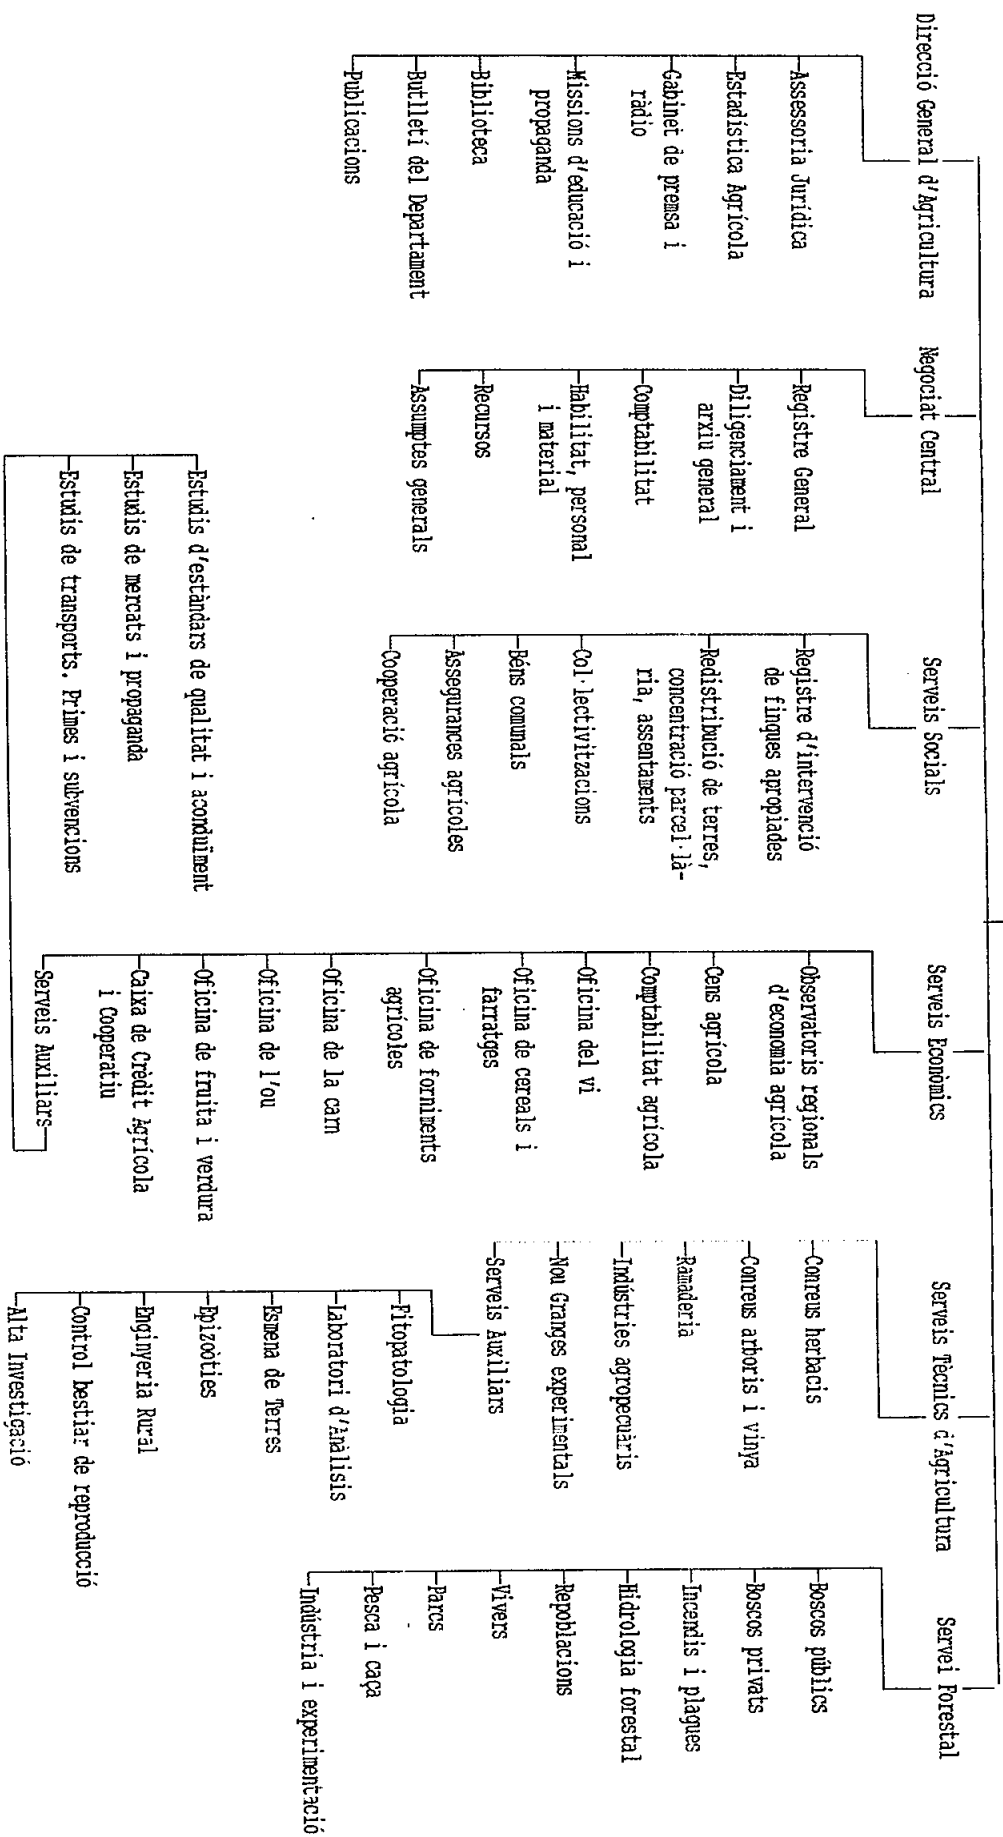 Direcció General d'Agricultura
Assessoria Jurídica
Estadística Agrícola
Gabinet de premsa i
ràdio
Missions d'educació i
propaganda
Biblioteca
Butlletí del Departament
Publicacions
Negociat Central
Registre General
Diligenciament i
arxiu general
Comptabilitat
Habilitat, personal
i material
Recursos
Assumptes generals
Serveis Socials
Registre d'intervenció
de finques apropiades
Redistribució de terres,
concentració parcel·là-
ria, assentaments
Col·lectivitzacions
Béns comunals
Assegurances agrícoles
Cooperació agrícola
Serveis Econòmics
Observatoris regionals
d'economia agrícola
Cens agrícola
Comptabilitat agrícola
Oficina del vi
Oficina de cereals i
farratges
Oficina de forniments
agrícoles
Oficina de la carn
Oficina de l'ou
Oficina de fruita i verdura
Caixa de Crèdit Agrícola
i Cooperatiu
Serveis Auxiliars
Estudis d'estàndars de qualitat i aconduïment
Estudis de mercats i propaganda
Estudis de transports. Primes i subvencions
Serveis Tècnics d'Agricultura
Conreus herbacis
Conreus arboris i vinya
Ramaderia
Indústries agropecuàris
Nou Granges experimentals
Serveis Auxiliars
Fitopatologia
Laboratori d'Anàlisis
Esmena de Terres
Epizoòties
Enginyeria Rural
Control bestiar de reproducció
Alta Investigació
Servei Forestal
Boscos públics
Boscos privats
Incendis i plagues
Hidrologia forestal
Repoblacions
Vivers
Parcs
Pesca i caça
Indústria i experimentació